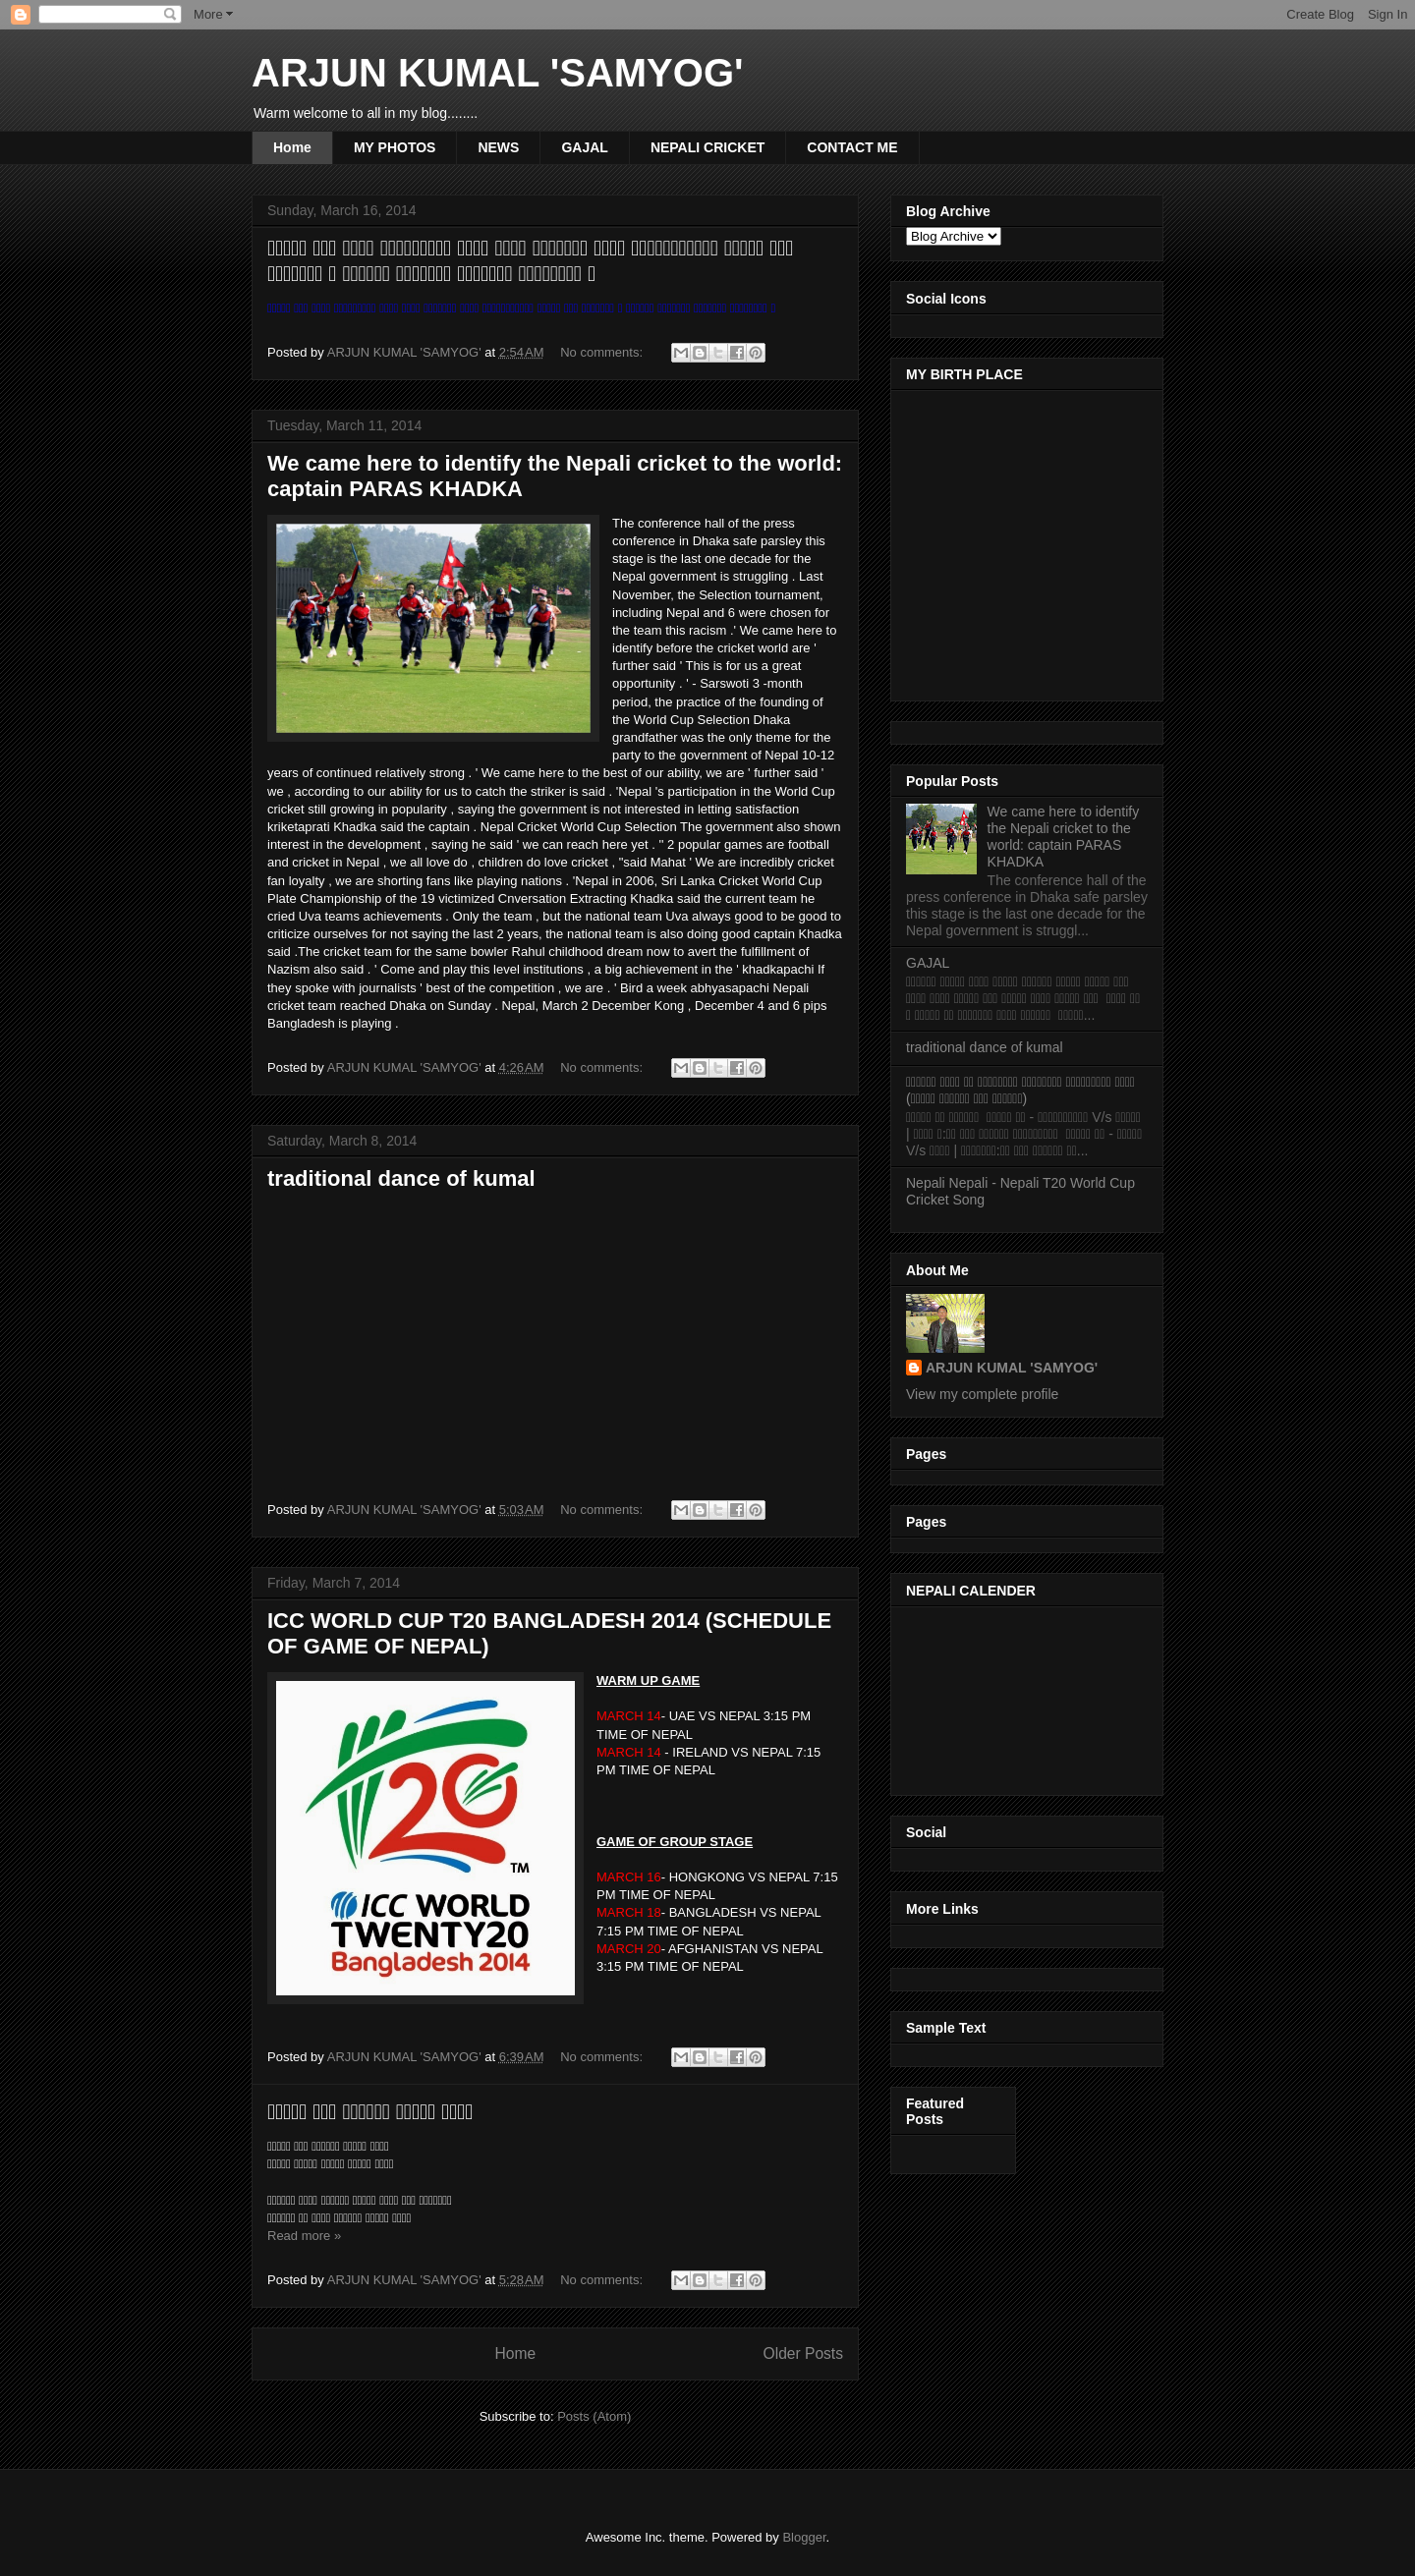 More
Create Blog Sign In
ARJUN KUMAL 'SAMYOG'
Warm welcome to all in my blog........
Home MY PHOTOS NEWS GAJAL NEPALI CRICKET CONTACT ME
Sunday, March 16, 2014
Posted by ARJUN KUMAL 'SAMYOG' at 2:54 AM No comments:
Tuesday, March 11, 2014
We came here to identify the Nepali cricket to the world:
captain PARAS KHADKA
The conference hall of the press
conference in Dhaka safe parsley this
stage is the last one decade for the
Nepal government is struggling . Last
November, the Selection tournament,
including Nepal and 6 were chosen for
the team this racism .' We came here to
identify before the cricket world are '
further said ' This is for us a great
opportunity . ' - Sarswoti 3 -month
period, the practice of the founding of
the World Cup Selection Dhaka
grandfather was the only theme for the
party to the government of Nepal 10-12
years of continued relatively strong . ' We came here to the best of our ability, we are ' further said '
we , according to our ability for us to catch the striker is said . 'Nepal 's participation in the World Cup
cricket still growing in popularity , saying the government is not interested in letting satisfaction
kriketaprati Khadka said the captain . Nepal Cricket World Cup Selection The government also shown
interest in the development , saying he said ' we can reach here yet . '' 2 popular games are football
and cricket in Nepal , we all love do , children do love cricket , "said Mahat ' We are incredibly cricket
fan loyalty , we are shorting fans like playing nations . 'Nepal in 2006, Sri Lanka Cricket World Cup
Plate Championship of the 19 victimized Cnversation Extracting Khadka said the current team he
cried Uva teams achievements . Only the team , but the national team Uva always good to be good to
criticize ourselves for not saying the last 2 years, the national team is also doing good captain Khadka
said .The cricket team for the same bowler Rahul childhood dream now to avert the fulfillment of
Nazism also said . ' Come and play this level institutions , a big achievement in the ' khadkapachi If
they spoke with journalists ' best of the competition , we are . ' Bird a week abhyasapachi Nepali
cricket team reached Dhaka on Sunday . Nepal, March 2 December Kong , December 4 and 6 pips
Bangladesh is playing .
Posted by ARJUN KUMAL 'SAMYOG' at 4:26 AM No comments:
Saturday, March 8, 2014
traditional dance of kumal
Posted by ARJUN KUMAL 'SAMYOG' at 5:03 AM No comments:
Friday, March 7, 2014
ICC WORLD CUP T20 BANGLADESH 2014 (SCHEDULE
OF GAME OF NEPAL)
T20
TM
ICC WORLD
TWENTY20
Bangladesh 2014
WARM UP GAME
MARCH 14- UAE VS NEPAL 3:15 PM
TIME OF NEPAL
MARCH 14 - IRELAND VS NEPAL 7:15
PM TIME OF NEPAL
GAME OF GROUP STAGE
MARCH 16- HONGKONG VS NEPAL 7:15
PM TIME OF NEPAL
MARCH 18- BANGLADESH VS NEPAL
7:15 PM TIME OF NEPAL
MARCH 20- AFGHANISTAN VS NEPAL
3:15 PM TIME OF NEPAL
Posted by ARJUN KUMAL 'SAMYOG' at 6:39 AM No comments:
Read more »
Posted by ARJUN KUMAL 'SAMYOG' at 5:28 AM No comments:
Home Older Posts
Subscribe to: Posts (Atom)
Blog Archive
Blog Archive
Social Icons
MY BIRTH PLACE
Popular Posts
We came here to identify
the Nepali cricket to the
world: captain PARAS
KHADKA
The conference hall of the
press conference in Dhaka safe parsley
this stage is the last one decade for the
Nepal government is struggl...
GAJAL
traditional dance of kumal
V/s
V/s
Nepali Nepali - Nepali T20 World Cup
Cricket Song
About Me
ARJUN KUMAL 'SAMYOG'
View my complete profile
Pages
Pages
NEPALI CALENDER
Social
More Links
Sample Text
Featured
Posts
Awesome Inc. theme. Powered by Blogger.